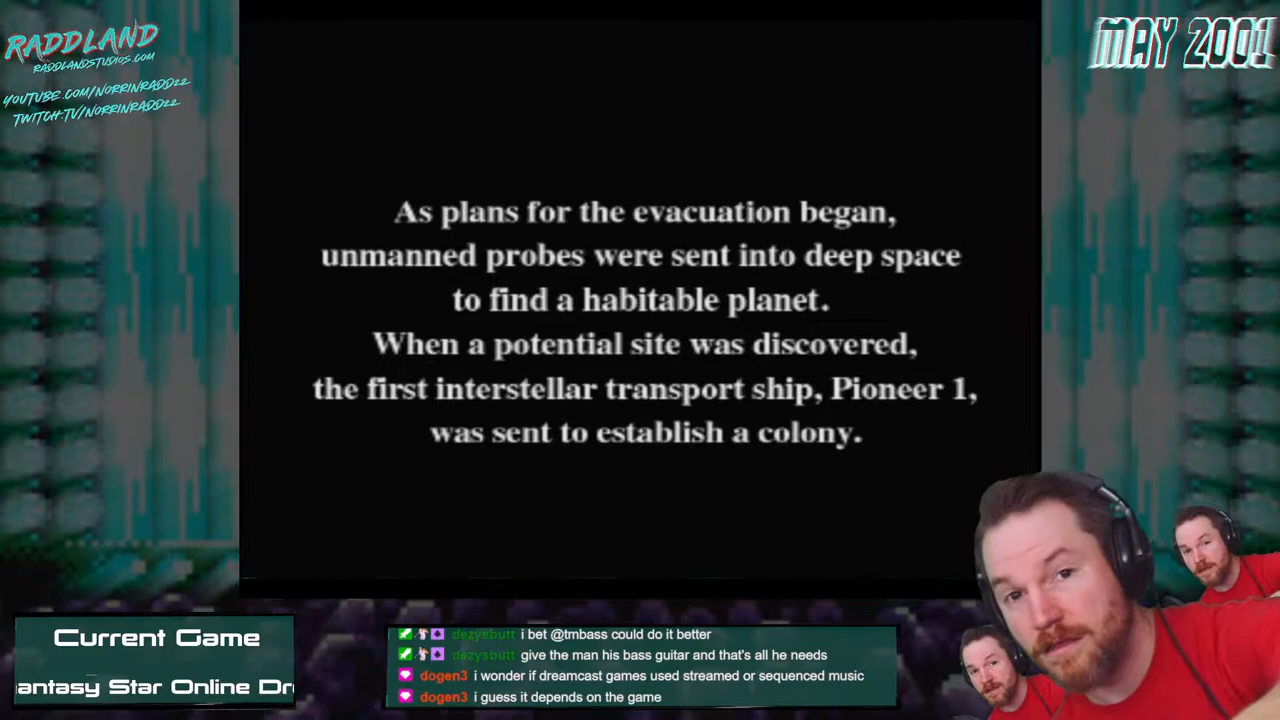 RADDLAND
RADDLANDSTUDIOS.COM
YOUTUBE.COM/NORRINRADD22
TWITCH.TV/NORRINRADD22
MAY 2001
As plans for the evacuation began,
unmanned probes were sent into deep space
to find a habitable planet.
When a potential site was discovered,
the first interstellar transport ship, Pioneer 1,
was sent to establish a colony.
Current Game
antasy Star Online Dr
dezysbutt i bet @tmbass could do it better
dezysbutt give the man his bass guitar and that's all he needs
dogen3 i wonder if dreamcast games used streamed or sequenced music
dogen3 i guess it depends on the game